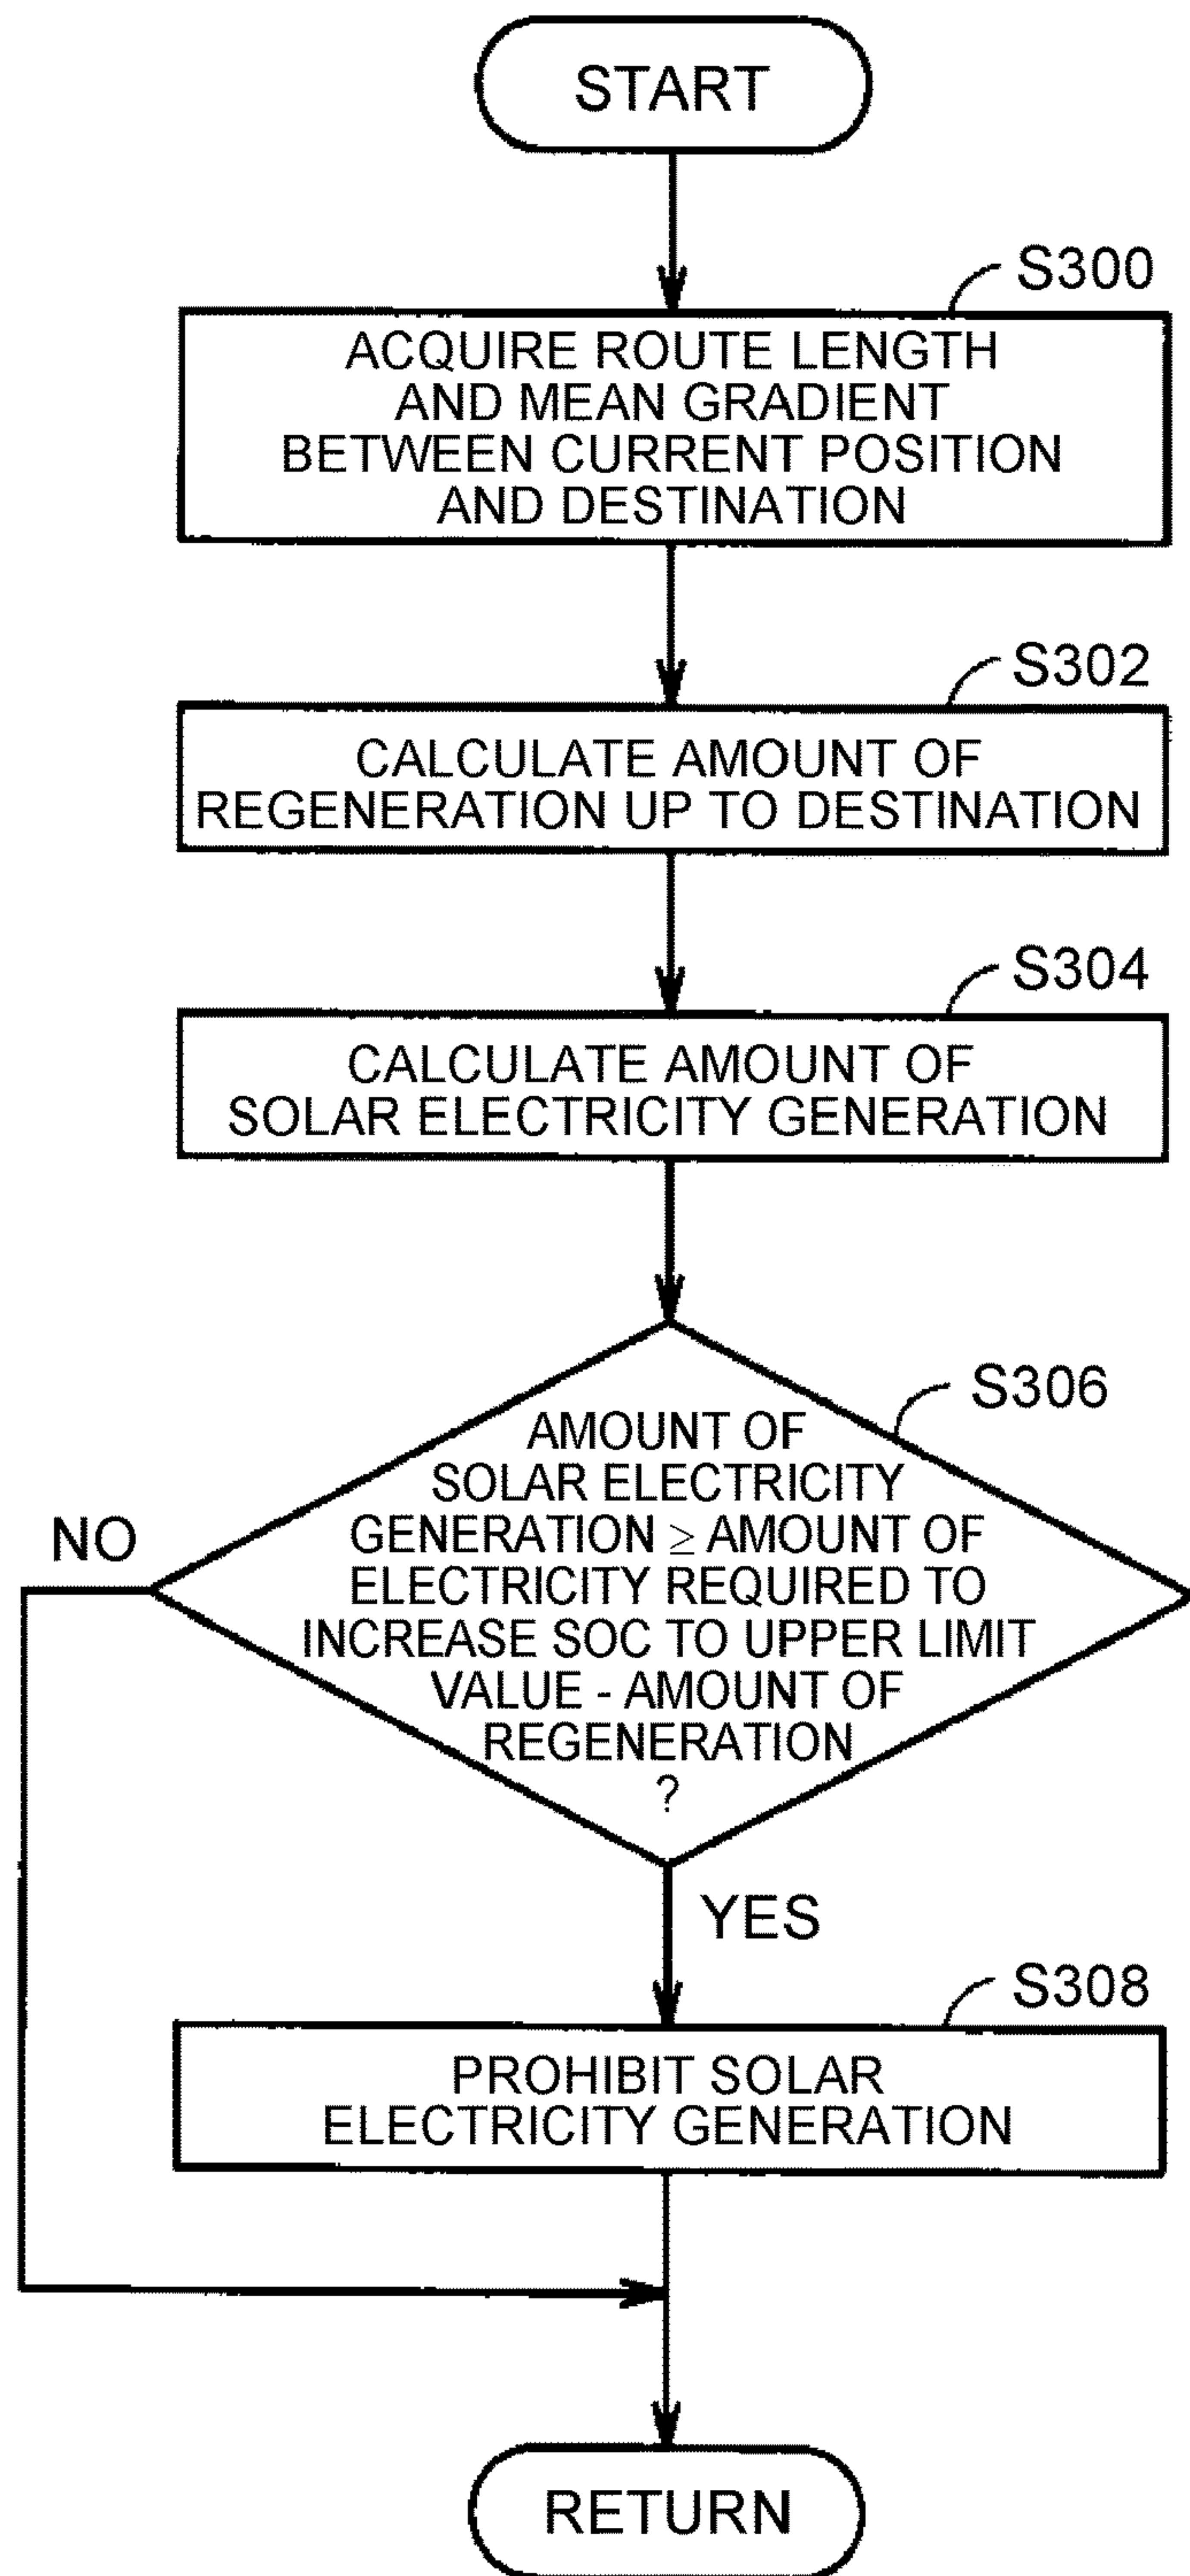 START
S300
ACQUIRE ROUTE LENGTH
AND MEAN GRADIENT
BETWEEN CURRENT POSITION
AND DESTINATION
S302
CALCULATE AMOUNT OF
REGENERATION UP TO DESTINATION
S304
CALCULATE AMOUNT OF
SOLAR ELECTRICITY GENERATION
S306
AMOUNT OF
SOLAR ELECTRICITY
GENERATION ≥ AMOUNT OF
ELECTRICITY REQUIRED TO
INCREASE SOC TO UPPER LIMIT
VALUE - AMOUNT OF
REGENERATION
?
NO
YES
S308
PROHIBIT SOLAR
ELECTRICITY GENERATION
RETURN